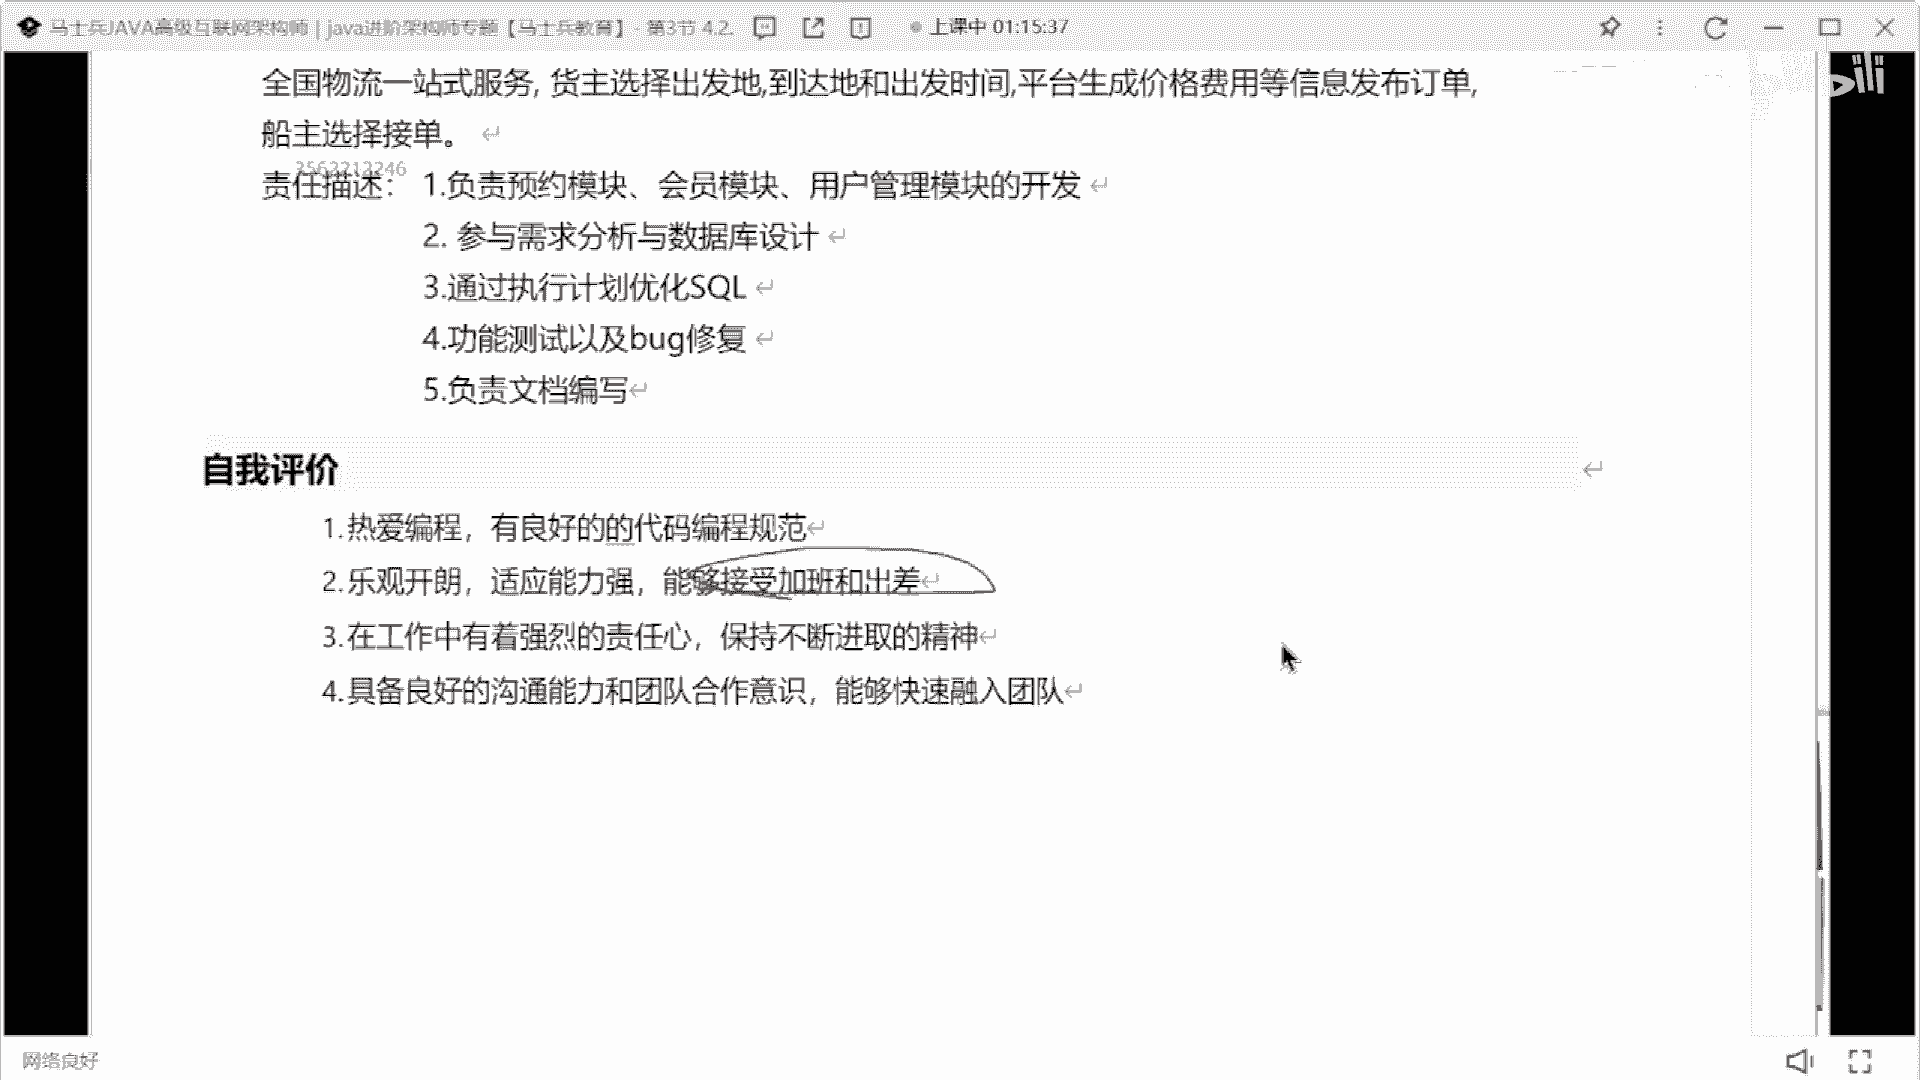 马士兵JAVA高级互联网架构师 | java进阶架构师专题【马士兵教育】 - 第3节 4.2.
上课中 01:15:37
全国物流一站式服务, 货主选择出发地,到达地和出发时间,平台生成价格费用等信息发布订单,
船主选择接单。
3563212246
责任描述： 1.负责预约模块、会员模块、用户管理模块的开发
2. 参与需求分析与数据库设计
3.通过执行计划优化SQL
4.功能测试以及bug修复
5.负责文档编写
自我评价
1.热爱编程，有良好的的代码编程规范
2.乐观开朗，适应能力强，能够接受加班和出差
3.在工作中有着强烈的责任心，保持不断进取的精神
4.具备良好的沟通能力和团队合作意识，能够快速融入团队
网络良好